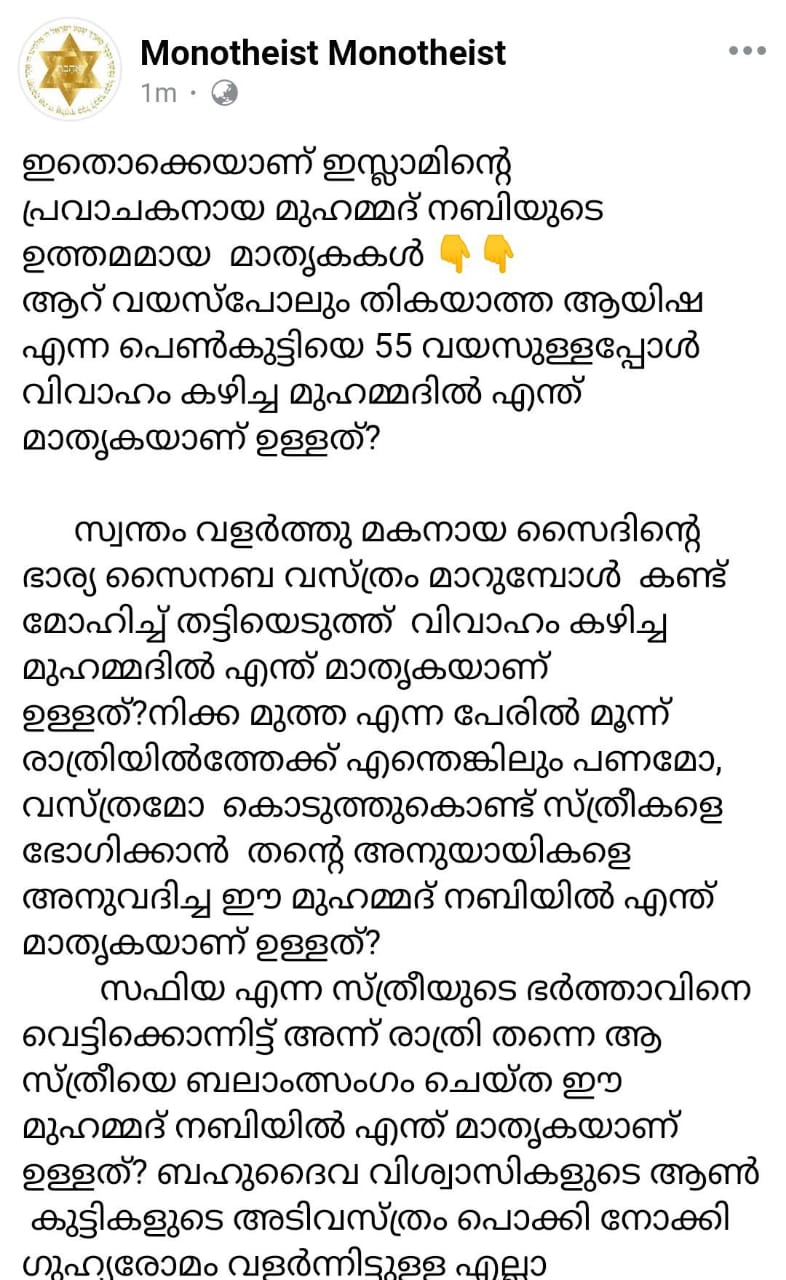 Monotheist Monotheist
1m
ഇതൊക്കെയാണ് ഇസ്ലാമിന്റെ
പ്രവാചകനായ മുഹമ്മദ് നബിയുടെ
ഉത്തമമായ മാതൃകകൾ 👇👇
ആറ് വയസ്പോലും തികയാത്ത ആയിഷ
എന്ന പെൺകുട്ടിയെ 55 വയസുള്ളപ്പോൾ
വിവാഹം കഴിച്ച മുഹമ്മദിൽ എന്ത്
മാതൃകയാണ് ഉള്ളത്?
സ്വന്തം വളർത്തു മകനായ സൈദിന്റെ
ഭാര്യ സൈനബ വസ്ത്രം മാറുമ്പോൾ കണ്ട്
മോഹിച്ച് തട്ടിയെടുത്ത് വിവാഹം കഴിച്ച
മുഹമ്മദിൽ എന്ത് മാതൃകയാണ്
ഉള്ളത്?നിക്ക മുത്ത എന്ന പേരിൽ മൂന്ന്
രാത്രിയിൽത്തേക്ക് എന്തെങ്കിലും പണമോ,
വസ്ത്രമോ കൊടുത്തുകൊണ്ട് സ്ത്രീകളെ
ഭോഗിക്കാൻ തന്റെ അനുയായികളെ
അനുവദിച്ച ഈ മുഹമ്മദ് നബിയിൽ എന്ത്
മാതൃകയാണ് ഉള്ളത്?
സഫിയ എന്ന സ്ത്രീയുടെ ഭർത്താവിനെ
വെട്ടിക്കൊന്നിട്ട് അന്ന് രാത്രി തന്നെ ആ
സ്ത്രീയെ ബലാംത്സംഗം ചെയ്ത ഈ
മുഹമ്മദ് നബിയിൽ എന്ത് മാതൃകയാണ്
ഉള്ളത്? ബഹുദൈവ വിശ്വാസികളുടെ ആൺ
കുട്ടികളുടെ അടിവസ്ത്രം പൊക്കി നോക്കി
ഗുഹ്യരോമം വളർന്നിട്ടുള്ള എല്ലാ